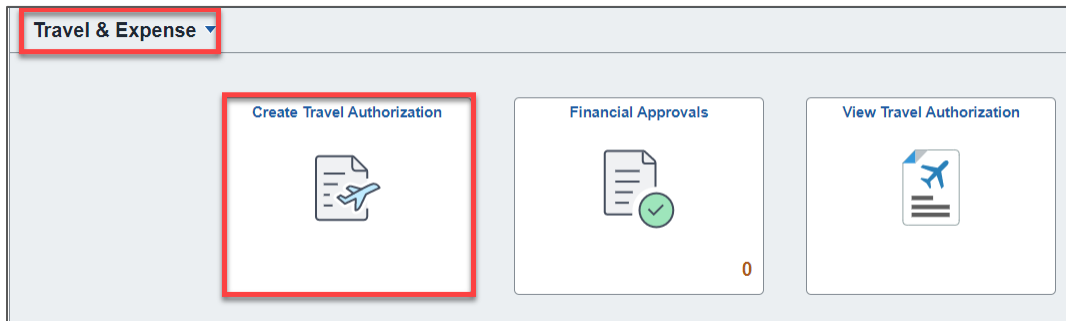 Travel & Expense
Create Travel Authorization
Financial Approvals
View Travel Authorization
0